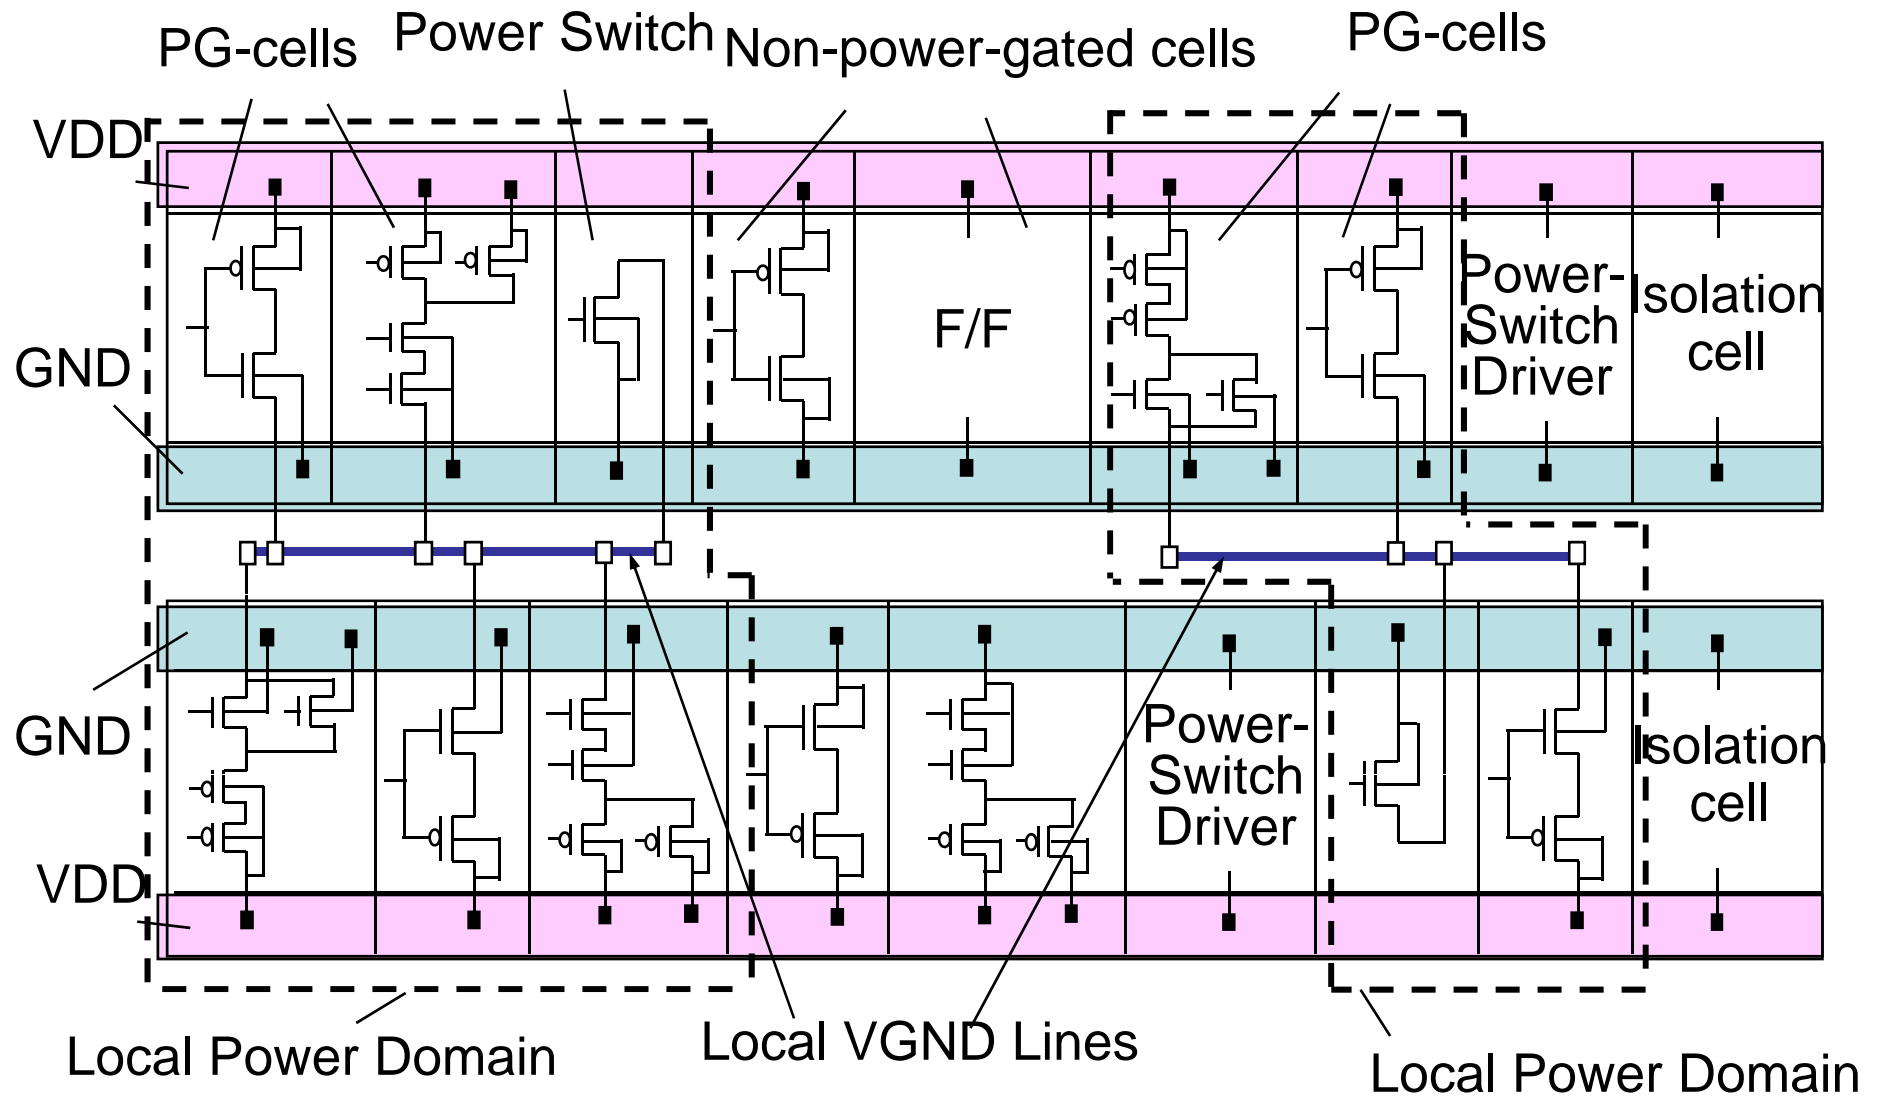 PG-cells
Power Switch
Non-power-gated cells
PG-cells
VDD
GND
F/F
Power-
Switch
Driver
Isolation
cell
GND
VDD
Power-
Switch
Driver
Isolation
cell
Local Power Domain
Local VGND Lines
Local Power Domain